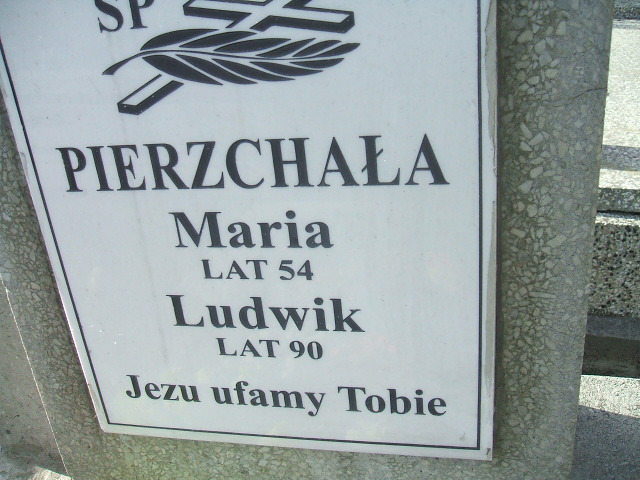 SP
PIERZCHAŁA
Maria
LAT 54
Ludwik
LAT 90
Jezu ufamy Tobie